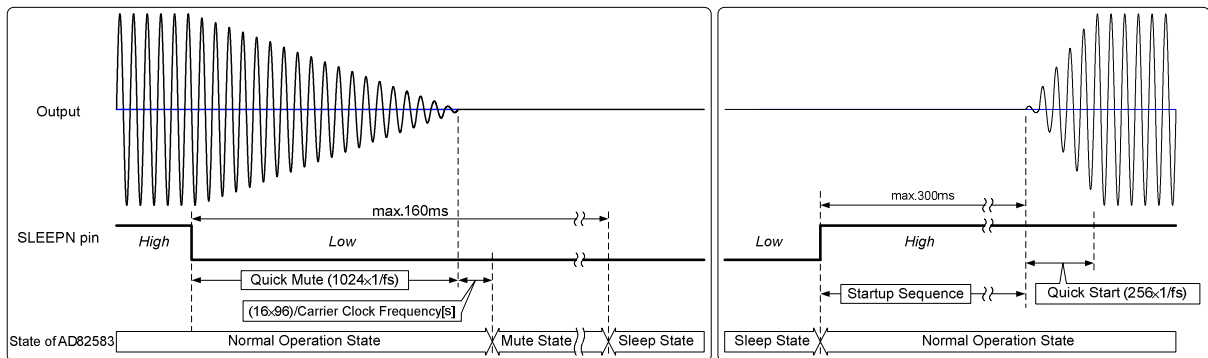 Output
max.160ms
max.300ms
SLEEPN pin
High
Low
Low
High
Quick Mute (1024×1/fs)
(16×96)/Carrier Clock Frequency[s]
Startup Sequence
Quick Start (256×1/fs)
State of AD82583
Normal Operation State
Mute State
Sleep State
Sleep State
Normal Operation State